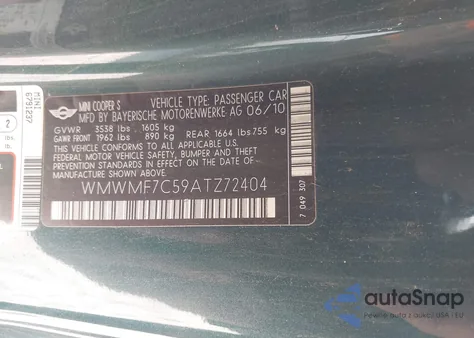 MINI COOPER S VEHICLE TYPE: PASSENGER CAR
MFD BY BAYERISCHE MOTORENWERKE AG 06/10
GVWR 3538 lbs. 1605 kg
GAWR FRONT 1962 lbs 890 kg REAR 1664 lbs 755 kg
THIS VEHICLE CONFORMS TO ALL APPLICABLE
FEDERAL MOTOR VEHICLE SAFETY, BUMPER AND THEFT
PREVENTION STANDARDS IN EFFECT ON THE DATE OF
MANUFACTURE SHOWN ABOVE.
WMWMF7C59ATZ72404
7 049 307
MINI
6791237
2
autoSnap